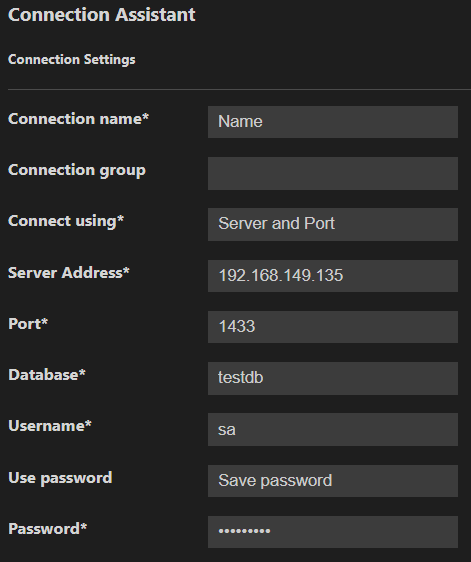 Connection Assistant
Connection Settings
Connection name* Name
Connection group
Connect using* Server and Port
Server Address* 192.168.149.135
Port* 1433
Database* testdb
Username* sa
Use password Save password
Password* •••••••••